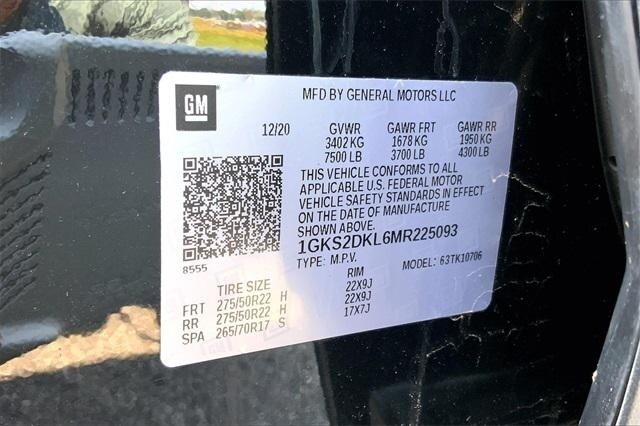 GM
MFD BY GENERAL MOTORS LLC
12/20 GVWR GAWR FRT GAWR RR
3402 KG 1678 KG 1950 KG
7500 LB 3700 LB 4300 LB
THIS VEHICLE CONFORMS TO ALL
APPLICABLE U.S. FEDERAL MOTOR
VEHICLE SAFETY STANDARDS IN EFFECT
ON THE DATE OF MANUFACTURE
SHOWN ABOVE.
1GKS2DKL6MR225093
8555
TYPE: M.P.V. MODEL: 63TK10706
TIRE SIZE RIM
FRT 275/50R22 H 22X9J
RR 275/50R22 H 22X9J
SPA 265/70R17 S 17X7J